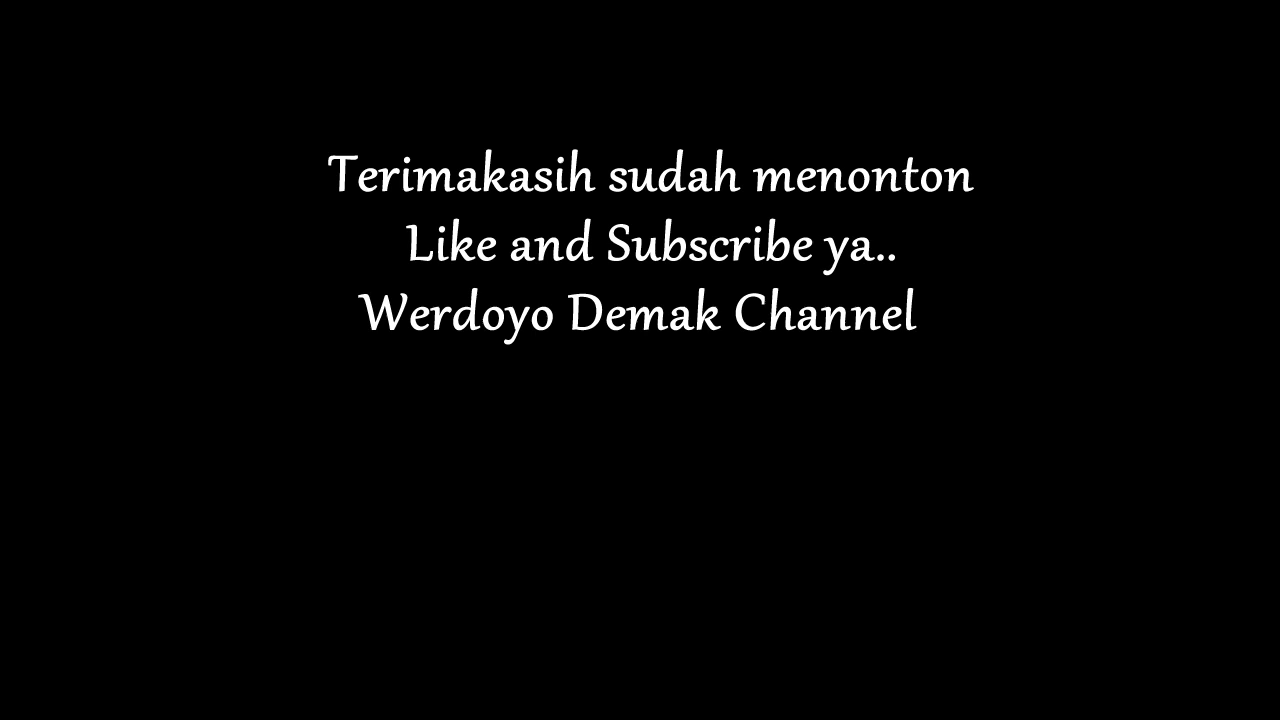 Terimakasih sudah menonton
Like and Subscribe ya..
Werdoyo Demak Channel